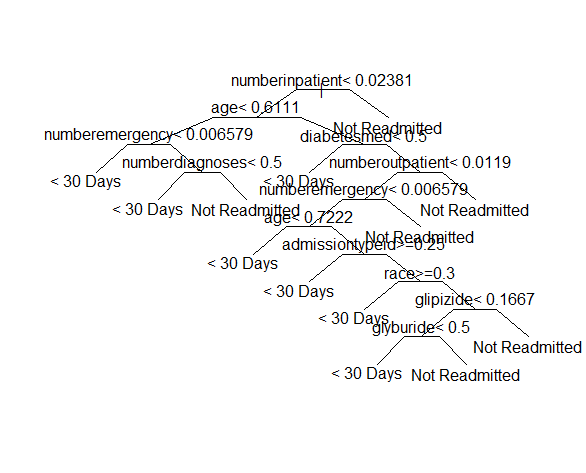 numberinpatient< 0.02381
age< 0.6111
Not Readmitted
numberemergency< 0.006579
diabetesmed< 0.5
numberdiagnoses< 0.5
numberoutpatient< 0.0119
< 30 Days
< 30 Days
numberemergency< 0.006579
< 30 Days
Not Readmitted
Not Readmitted
age< 0.7222
Not Readmitted
admissiontypeid>=0.25
< 30 Days
race>=0.3
< 30 Days
glipizide< 0.1667
< 30 Days
glyburide< 0.5
Not Readmitted
< 30 Days
Not Readmitted